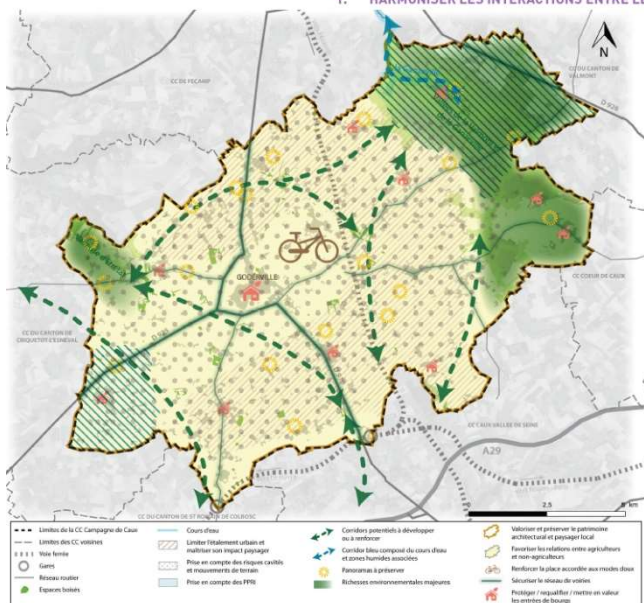 1. HARMONISER LES INTERACTIONS ENTRE LE
N
CC DE FECAMP
CC DU CANTON DE
VALMONT
D 926
GODERVILLE
CC COEUR DE CAUX
CC DU CANTON DE
CRIQUETOT-L'ESNEVAL
CC CAUX VALLEE DE SEINE
A29
CC DU CANTON DE ST ROMAIN DE COLBOSC
0 2,5 5 km
Limites de la CC Campagne de Caux
Limites des CC voisines
Voie ferrée
Gares
Réseau routier
Espaces boisés
Cours d'eau
Limiter l'étalement urbain et
maîtriser son impact paysager
Prise en compte des risques cavités
et mouvements de terrain
Prise en compte des PPRI
Corridors potentiels à développer
ou à renforcer
Corridor bleu composé du cours d'eau
et zones humides associées
Panoramas à préserver
Richesses environnementales majeures
Valoriser et préserver le patrimoine
architectural et paysager local
Favoriser les relations entre agriculteurs
et non-agriculteurs
Renforcer la place accordée aux modes doux
Sécuriser le réseau de voiries
Protéger / requalifier / mettre en valeur
les entrées de bourgs